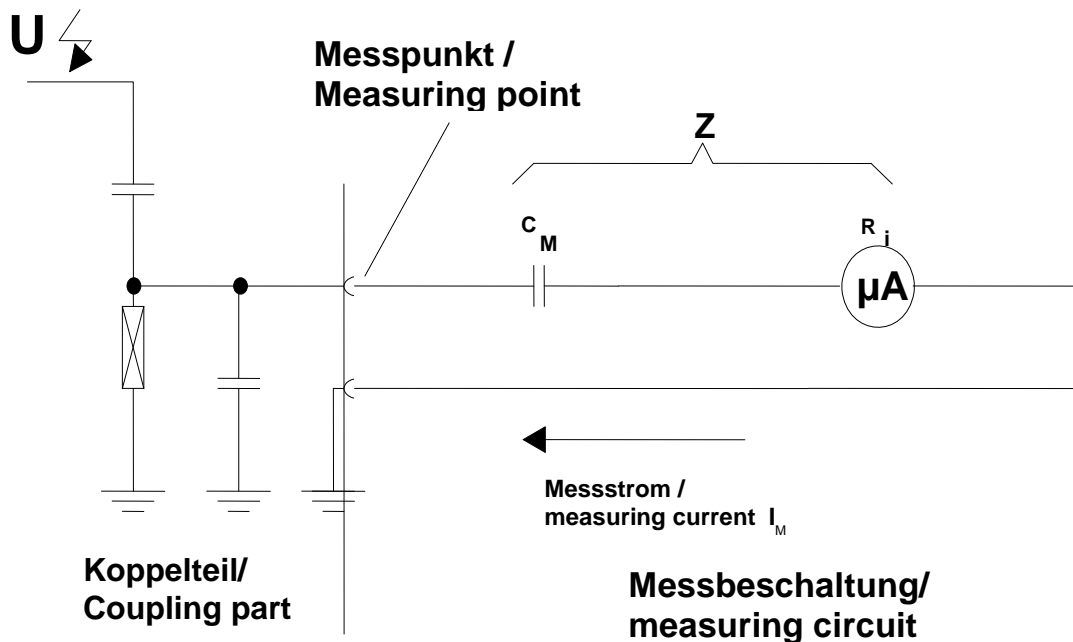 U
Messpunkt /
Measuring point
Z
C M
R i
µA
Messstrom /
measuring current I M
Koppelteil/
Coupling part
Messbeschaltung/
measuring circuit